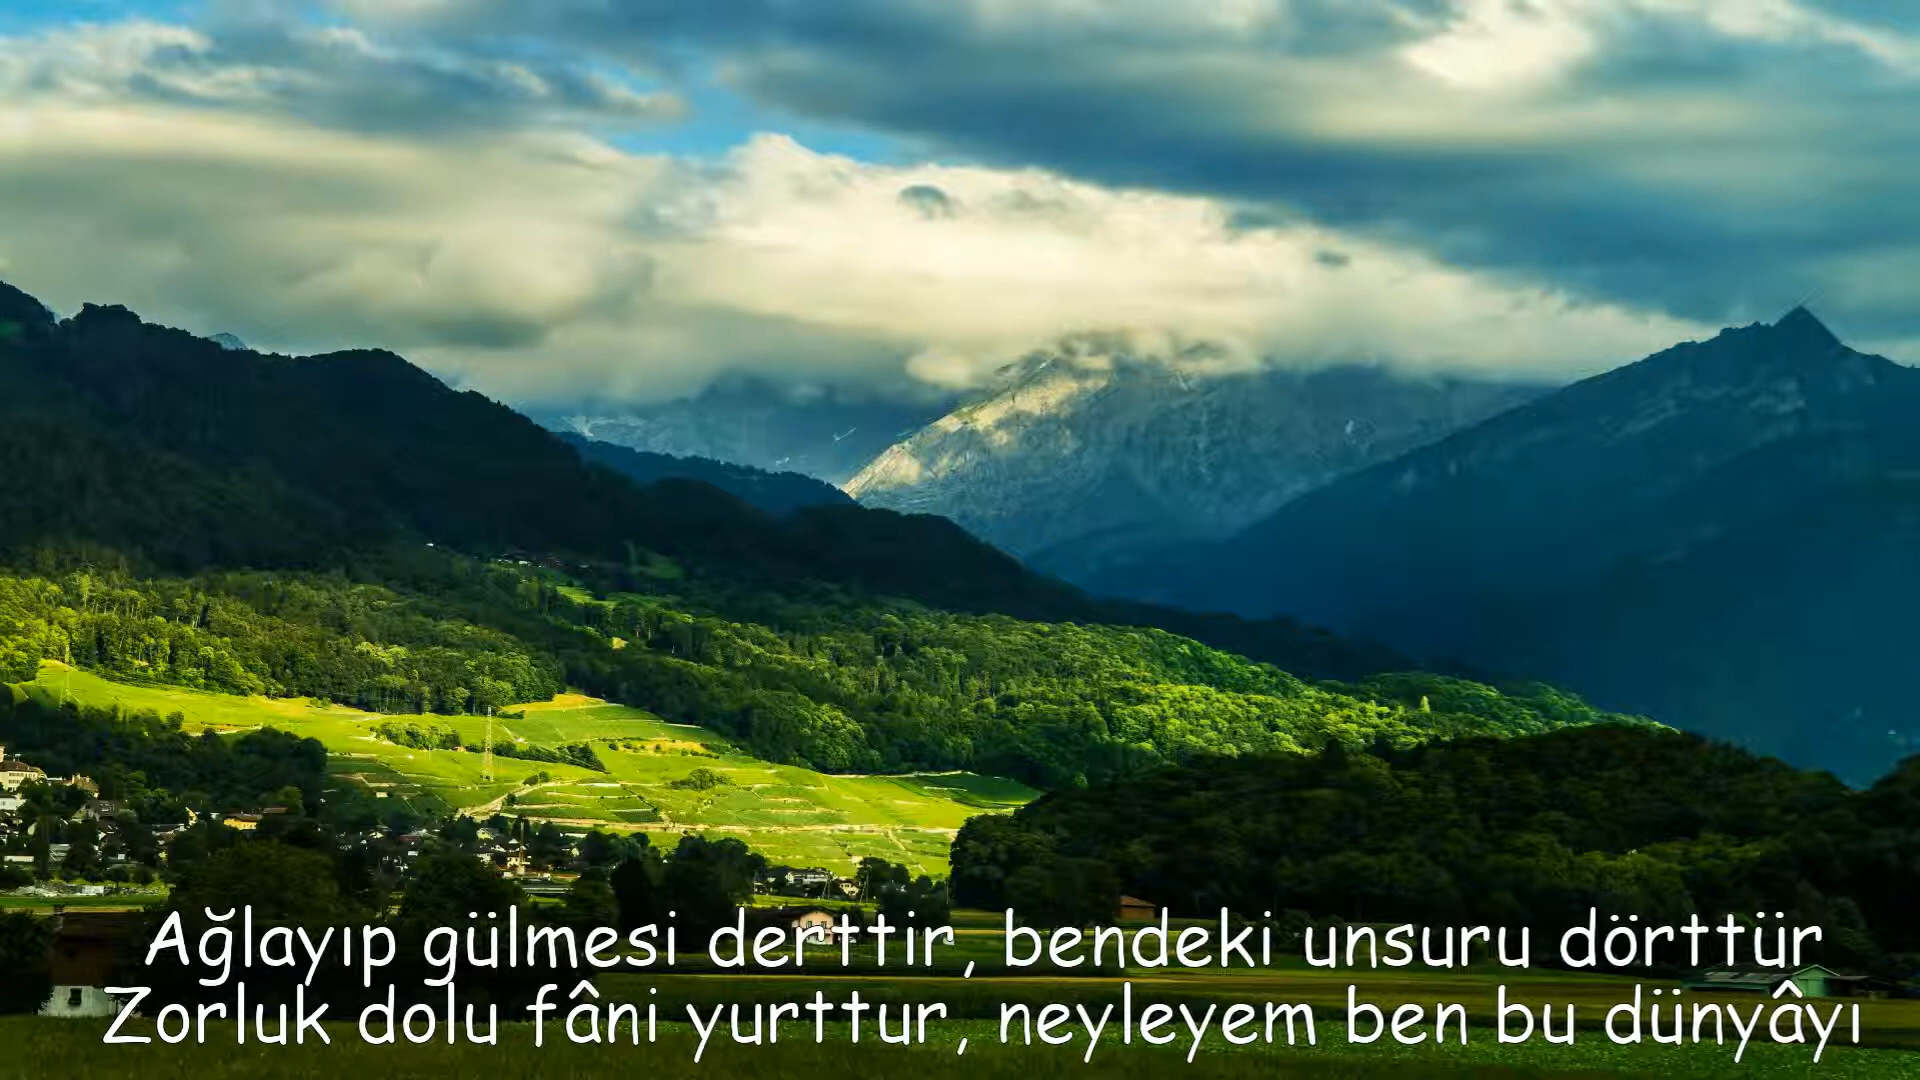 Ağlayıp gülmesi derttir, bendeki unsuru dörttür
Zorluk dolu fâni yurttur, neyleyem ben bu dünyâyı